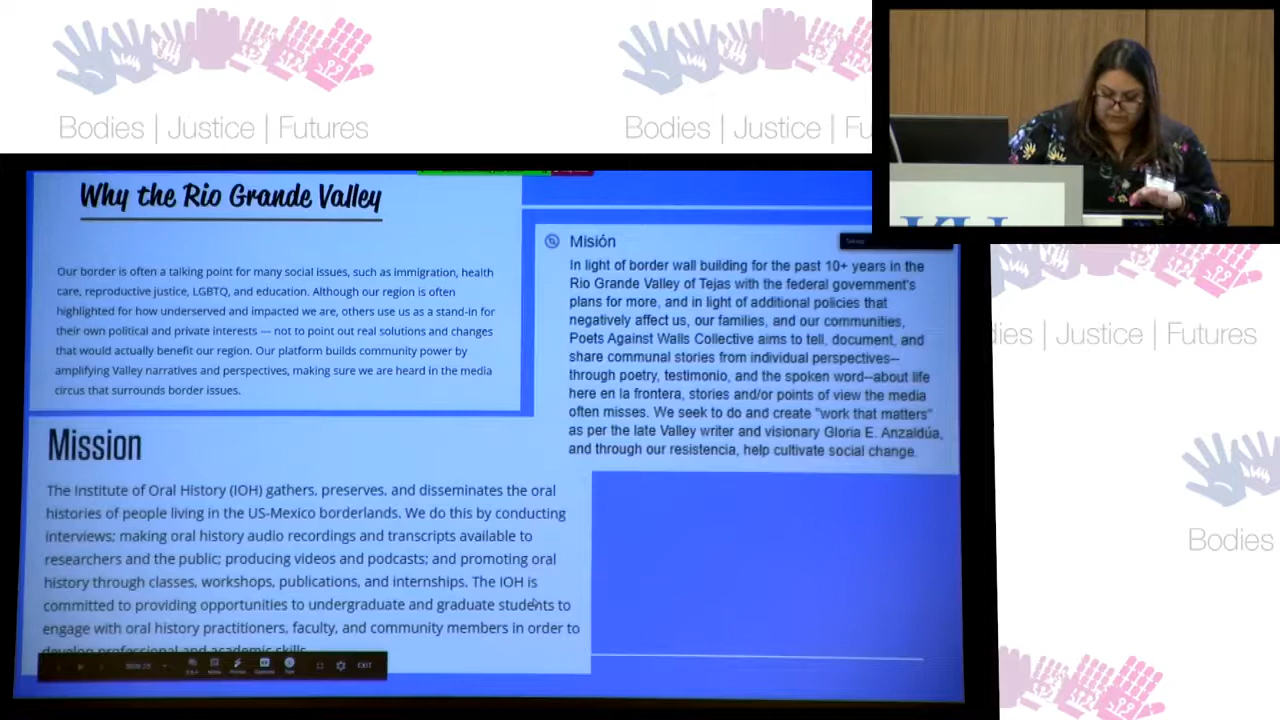 Bodies | Justice | Futures
Bodies | Justice | Fu
KU
Why the Rio Grande Valley
Our border is often a talking point for many social issues, such as immigration, health
care, reproductive justice, LGBTQ, and education. Although our region is often
highlighted for how underserved and impacted we are, others use us as a stand-in for
their own political and private interests — not to point out real solutions and changes
that would actually benefit our region. Our platform builds community power by
amplifying Valley narratives and perspectives, making sure we are heard in the media
circus that surrounds border issues.
Misión
In light of border wall building for the past 10+ years in the
Rio Grande Valley of Tejas with the federal government's
plans for more, and in light of additional policies that
negatively affect us, our families, and our communities,
Poets Against Walls Collective aims to tell, document, and
share communal stories from individual perspectives--
through poetry, testimonio, and the spoken word--about life
here en la frontera, stories and/or points of view the media
often misses. We seek to do and create "work that matters"
as per the late Valley writer and visionary Gloria E. Anzaldúa,
and through our resistencia, help cultivate social change.
Mission
The Institute of Oral History (IOH) gathers, preserves, and disseminates the oral
histories of people living in the US-Mexico borderlands. We do this by conducting
interviews; making oral history audio recordings and transcripts available to
researchers and the public; producing videos and podcasts; and promoting oral
history through classes, workshops, publications, and internships. The IOH is
committed to providing opportunities to undergraduate and graduate students to
engage with oral history practitioners, faculty, and community members in order to
develop professional and academic skills.
EXIT
dies | Justice | Futures
Bodies